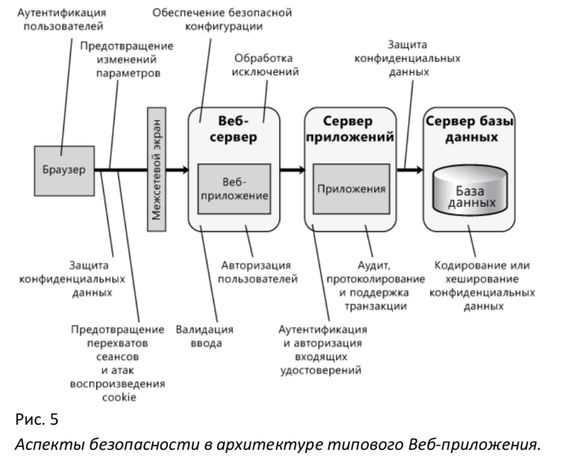 Аутентификация
пользователей
Обеспечение безопасной
конфигурации
Предотвращение
изменений
параметров
Обработка
исключений
Защита
конфиденциальных
данных
Браузер
Межсетевой экран
Веб-
сервер
Веб-
приложение
Сервер
приложений
Приложения
Сервер базы
данных
База
данных
Защита
конфиденциальных
данных
Авторизация
пользователей
Аудит,
протоколирование
и поддержка
транзакции
Кодирование или
хеширование
конфиденциальных
данных
Предотвращение
перехватов
сеансов
и атак
воспроизведения
cookie
Валидация
ввода
Аутентификация
и авторизация
входящих
удостоверений
Рис. 5
Аспекты безопасности в архитектуре типового Веб-приложения.